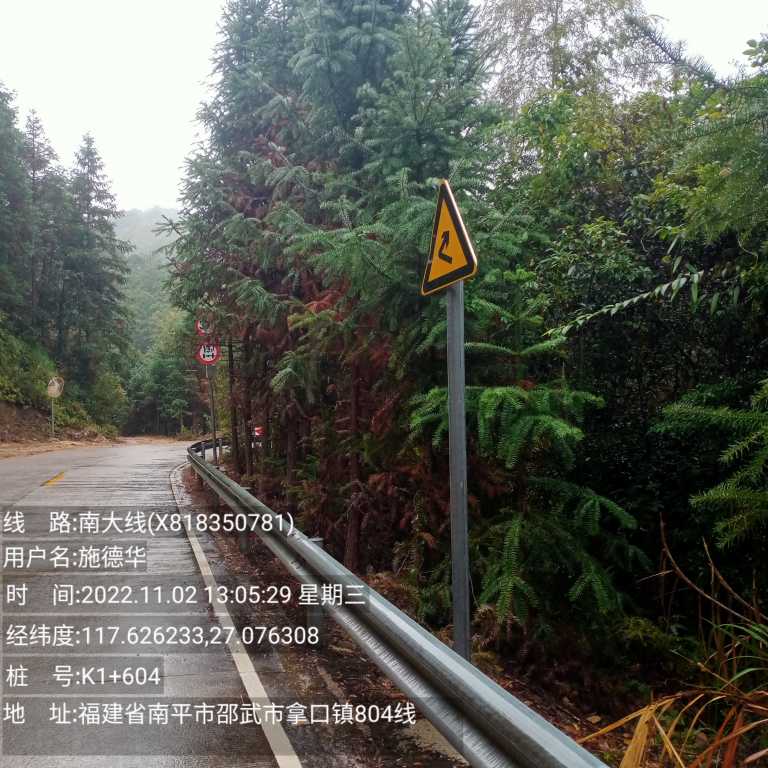 线 路:南大线(X818350781)
用户名:施德华
时 间:2022.11.02 13:05:29 星期三
经纬度:117.626233,27.076308
桩 号:K1+604
地 址:福建省南平市邵武市拿口镇804线